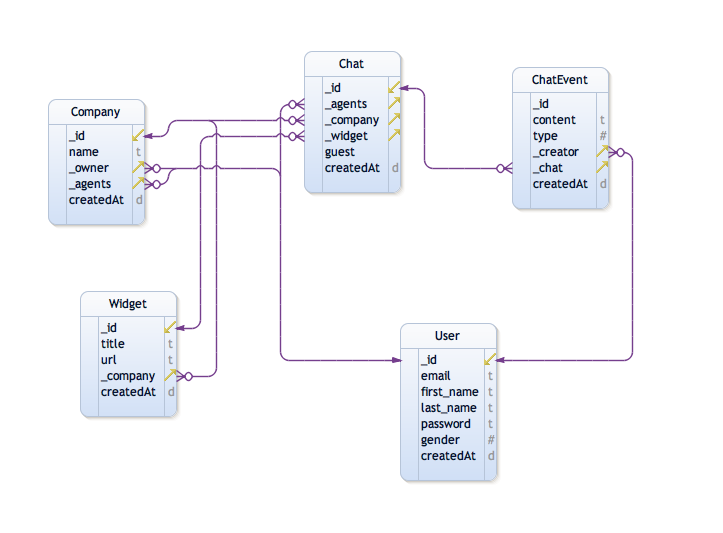 Chat
_id
_agents
_company
_widget
guest
createdAt d
ChatEvent
_id
content t
type #
_creator
_chat
createdAt d
Company
_id
name t
_owner
_agents
createdAt d
Widget
_id
title t
url t
_company
createdAt d
User
_id
email t
first_name t
last_name t
password t
gender #
createdAt d